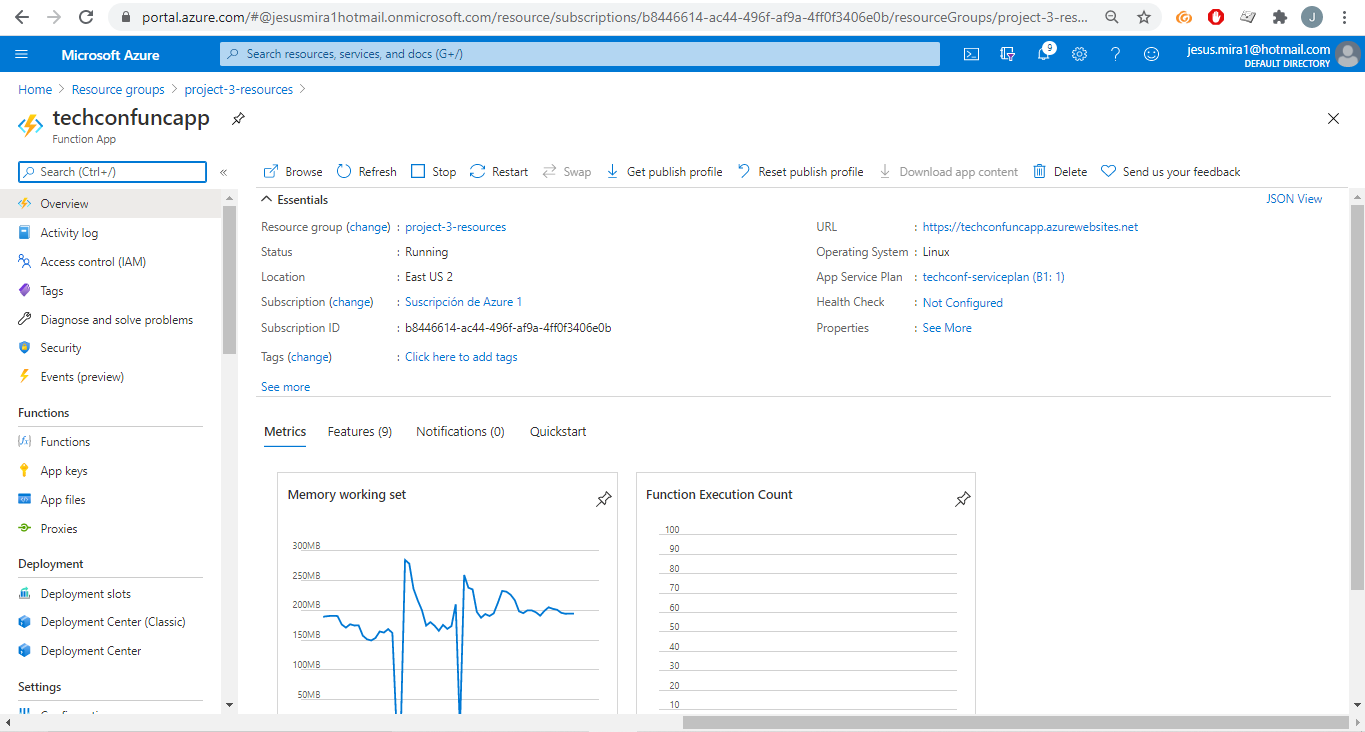 portal.azure.com/#@jesusmira1hotmail.onmicrosoft.com/resource/subscriptions/b8446614-ac44-496f-af9a-4ff0f3406e0b/resourceGroups/project-3-res...
J
Microsoft Azure
Search resources, services, and docs (G+/)
9
jesus.mira1@hotmail.com
DEFAULT DIRECTORY
Home > Resource groups > project-3-resources >
techconfuncapp
Function App
Search (Ctrl+/)
«
Browse Refresh Stop Restart Swap Get publish profile Reset publish profile Download app content Delete Send us your feedback
Overview
Activity log
Access control (IAM)
Tags
Diagnose and solve problems
Security
Events (preview)
Functions
Functions
App keys
App files
Proxies
Deployment
Deployment slots
Deployment Center (Classic)
Deployment Center
Settings
Essentials
JSON View
Resource group (change) : project-3-resources
Status : Running
Location : East US 2
Subscription (change) : Suscripción de Azure 1
Subscription ID : b8446614-ac44-496f-af9a-4ff0f3406e0b
Tags (change) : Click here to add tags
See more
URL : https://techconfuncapp.azurewebsites.net
Operating System : Linux
App Service Plan : techconf-serviceplan (B1: 1)
Health Check : Not Configured
Properties : See More
Metrics Features (9) Notifications (0) Quickstart
Memory working set
300MB
250MB
200MB
150MB
100MB
50MB
Function Execution Count
100
90
80
70
60
50
40
30
20
10